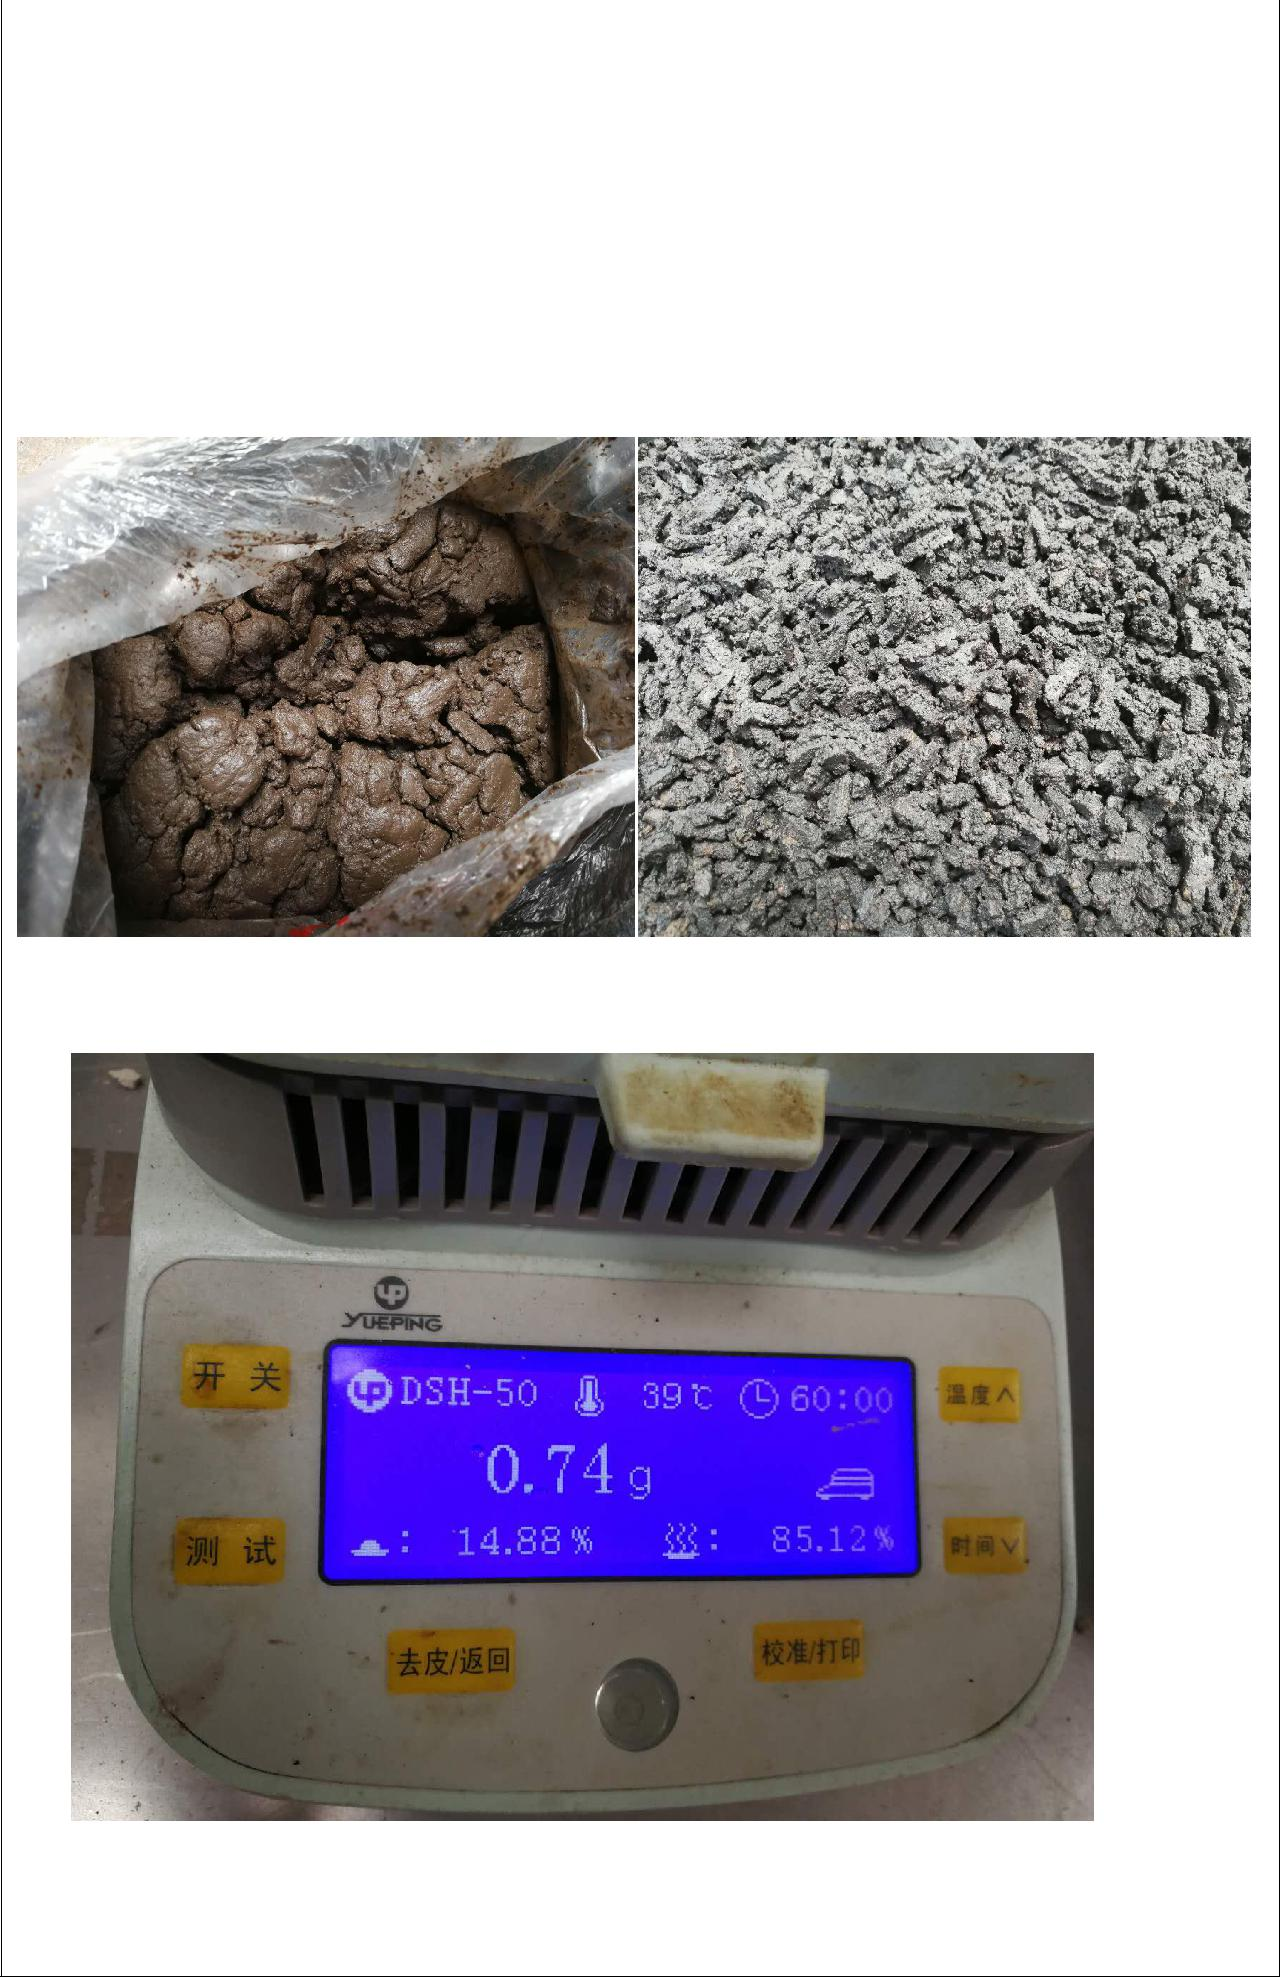 YUEPING
开 关
DSH-50 39℃ 60:00
温度∧
0.74g
测 试
: 14.88% : 85.12%
时间∨
去皮/返回
校准/打印